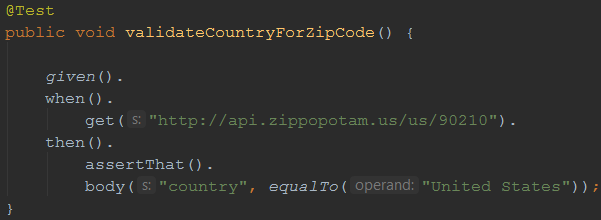 @Test
public void validateCountryForZipCode() {
given().
when().
get( s: "http://api.zippopotam.us/us/90210").
then().
assertThat().
body( s: "country", equalTo( operand: "United States"));
}